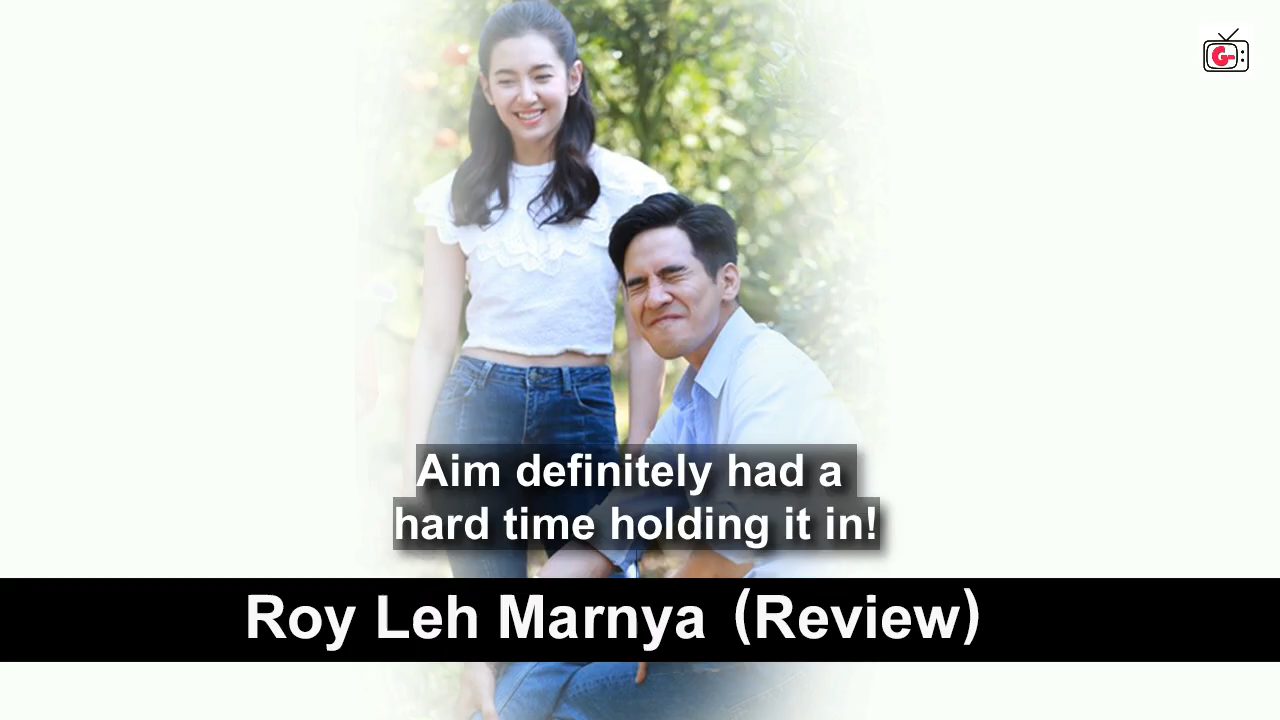 G
Aim definitely had a
hard time holding it in!
Roy Leh Marnya (Review)